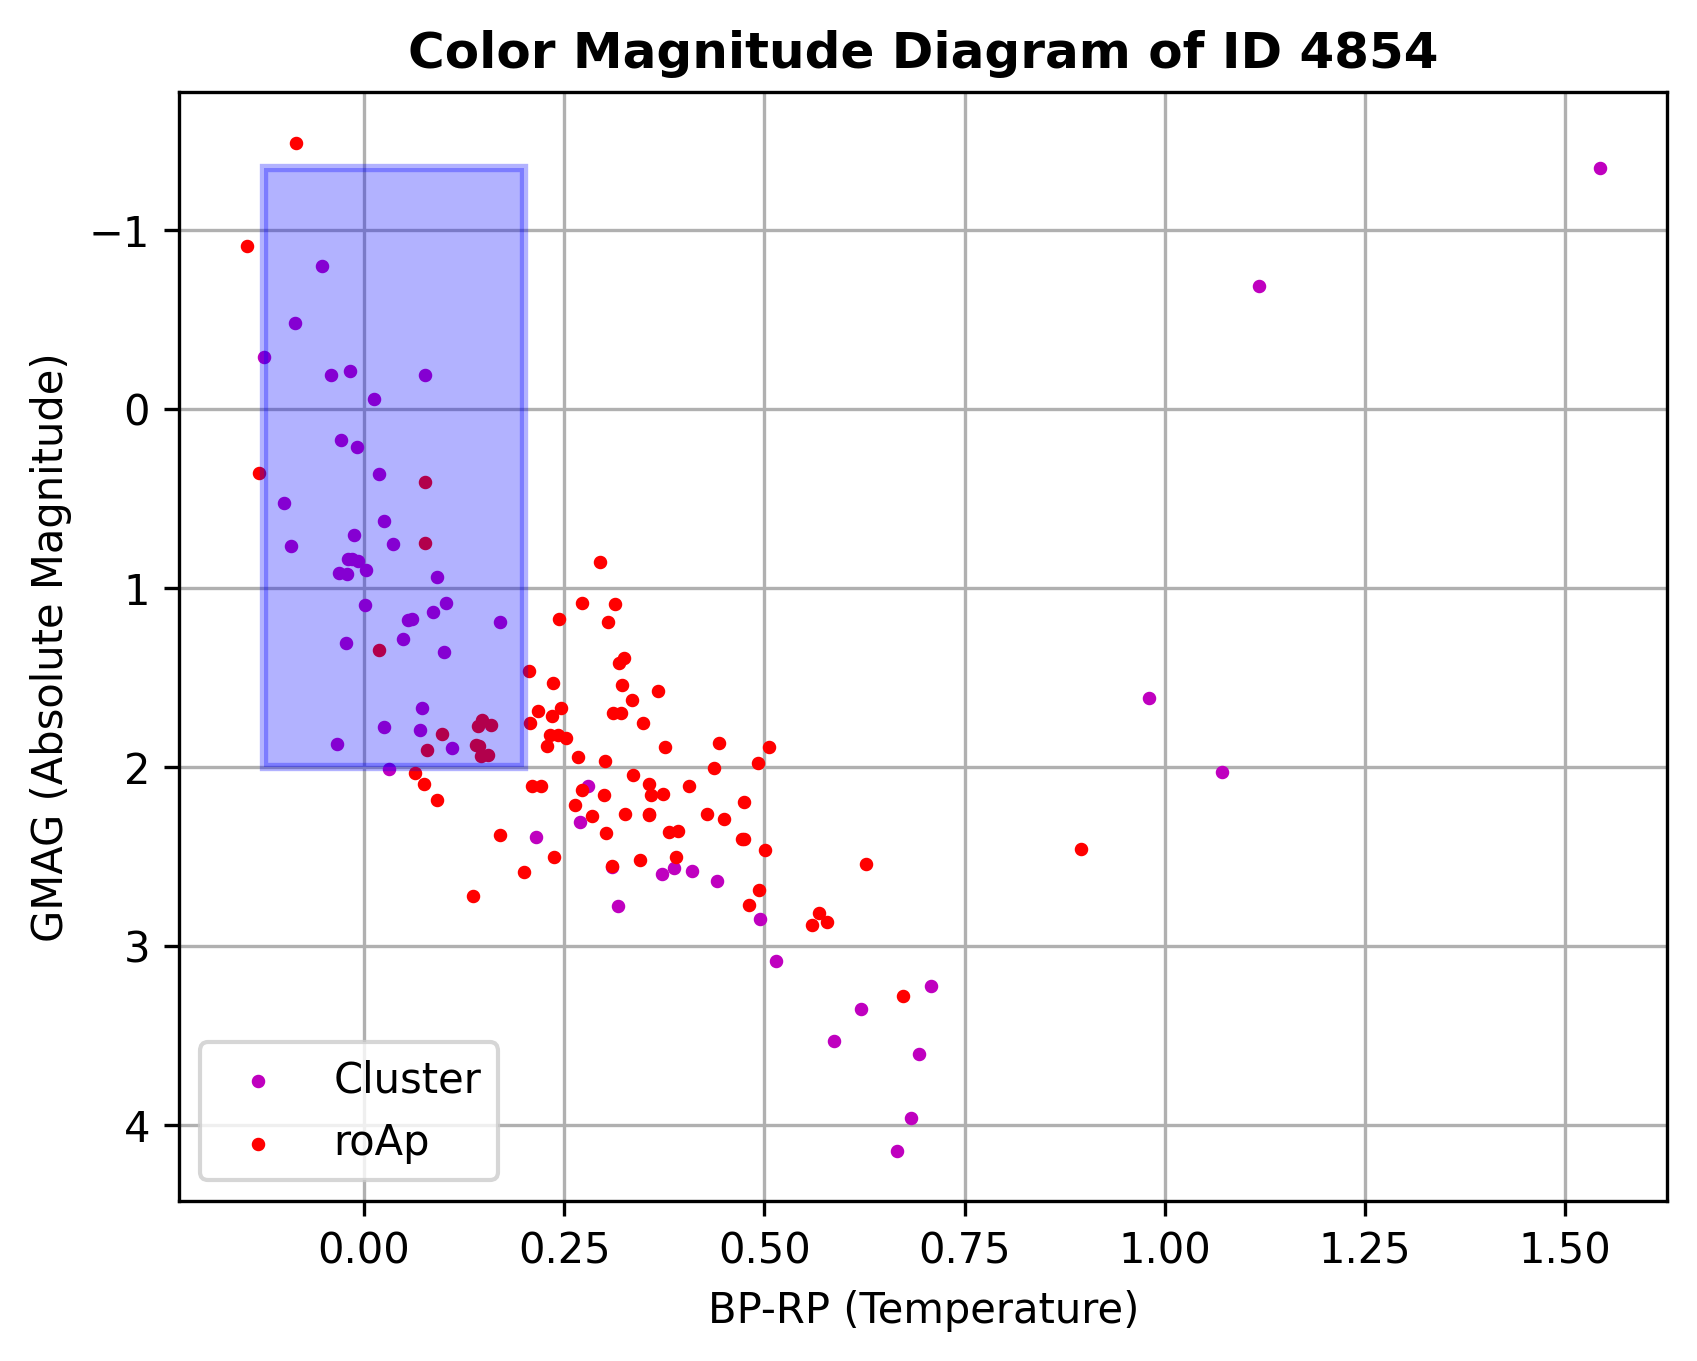 Color Magnitude Diagram of ID 4854
GMAG (Absolute Magnitude)
−1
0
1
2
3
4
Cluster
roAp
0.00 0.25 0.50 0.75 1.00 1.25 1.50
BP-RP (Temperature)